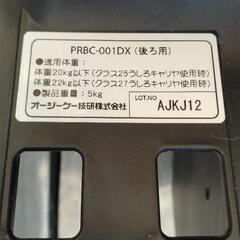 PRBC-001DX(後ろ用)
●適用体重:
体重20kg以下(クラス25うしろキャリヤ使用時)
体重22kg以下(クラス27うしろキャリヤ使用時)
●製品重量:5kg
オージーケー技研株式会社
LOT.NO
AJKJ12